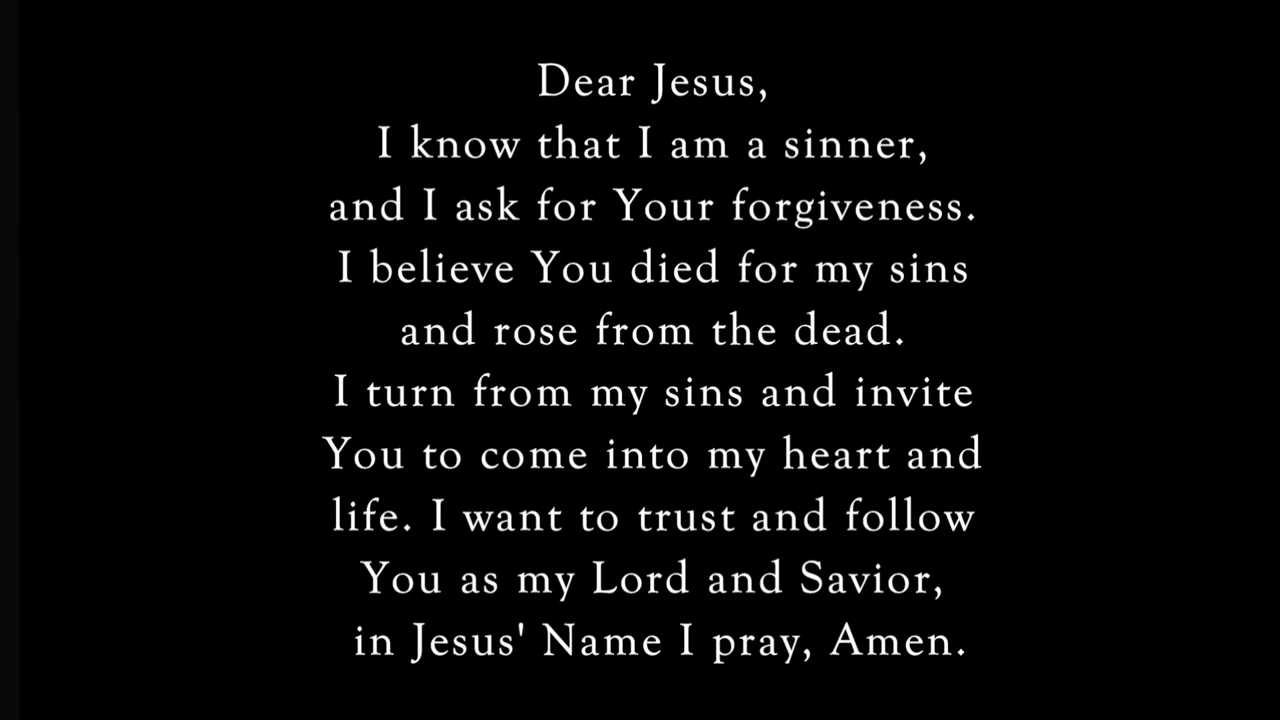 Dear Jesus,
I know that I am a sinner,
and I ask for Your forgiveness.
I believe You died for my sins
and rose from the dead.
I turn from my sins and invite
You to come into my heart and
life. I want to trust and follow
You as my Lord and Savior,
in Jesus' Name I pray, Amen.